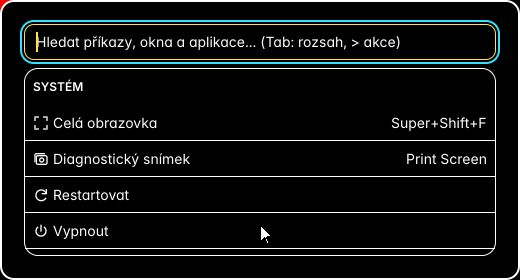 Hledat příkazy, okna a aplikace... (Tab: rozsah, > akce)
SYSTÉM
Celá obrazovka Super+Shift+F
Diagnostický snímek Print Screen
Restartovat
Vypnout